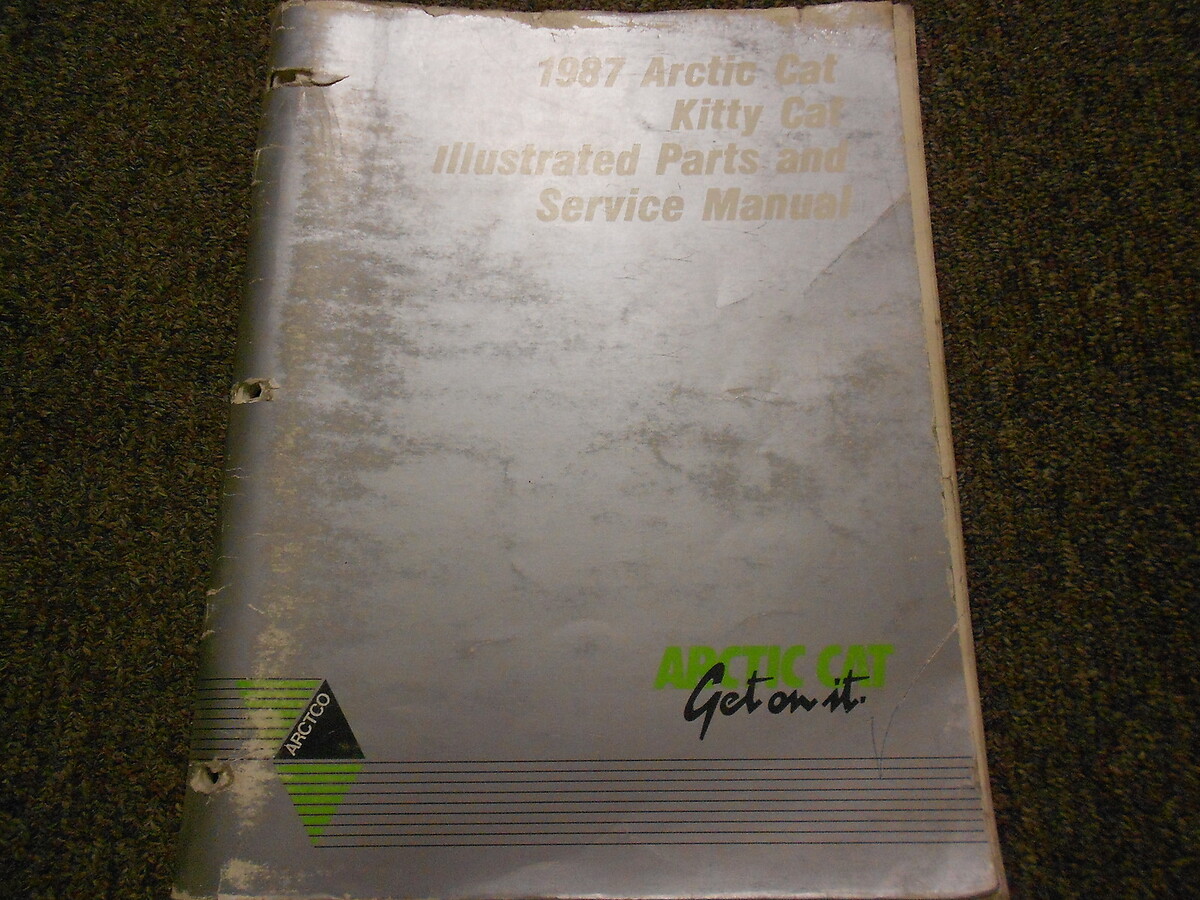 1987 Arctic Cat
Kitty Cat
Illustrated Parts and
Service Manual
ARCTIC CAT
Get on it.
ARCTCO